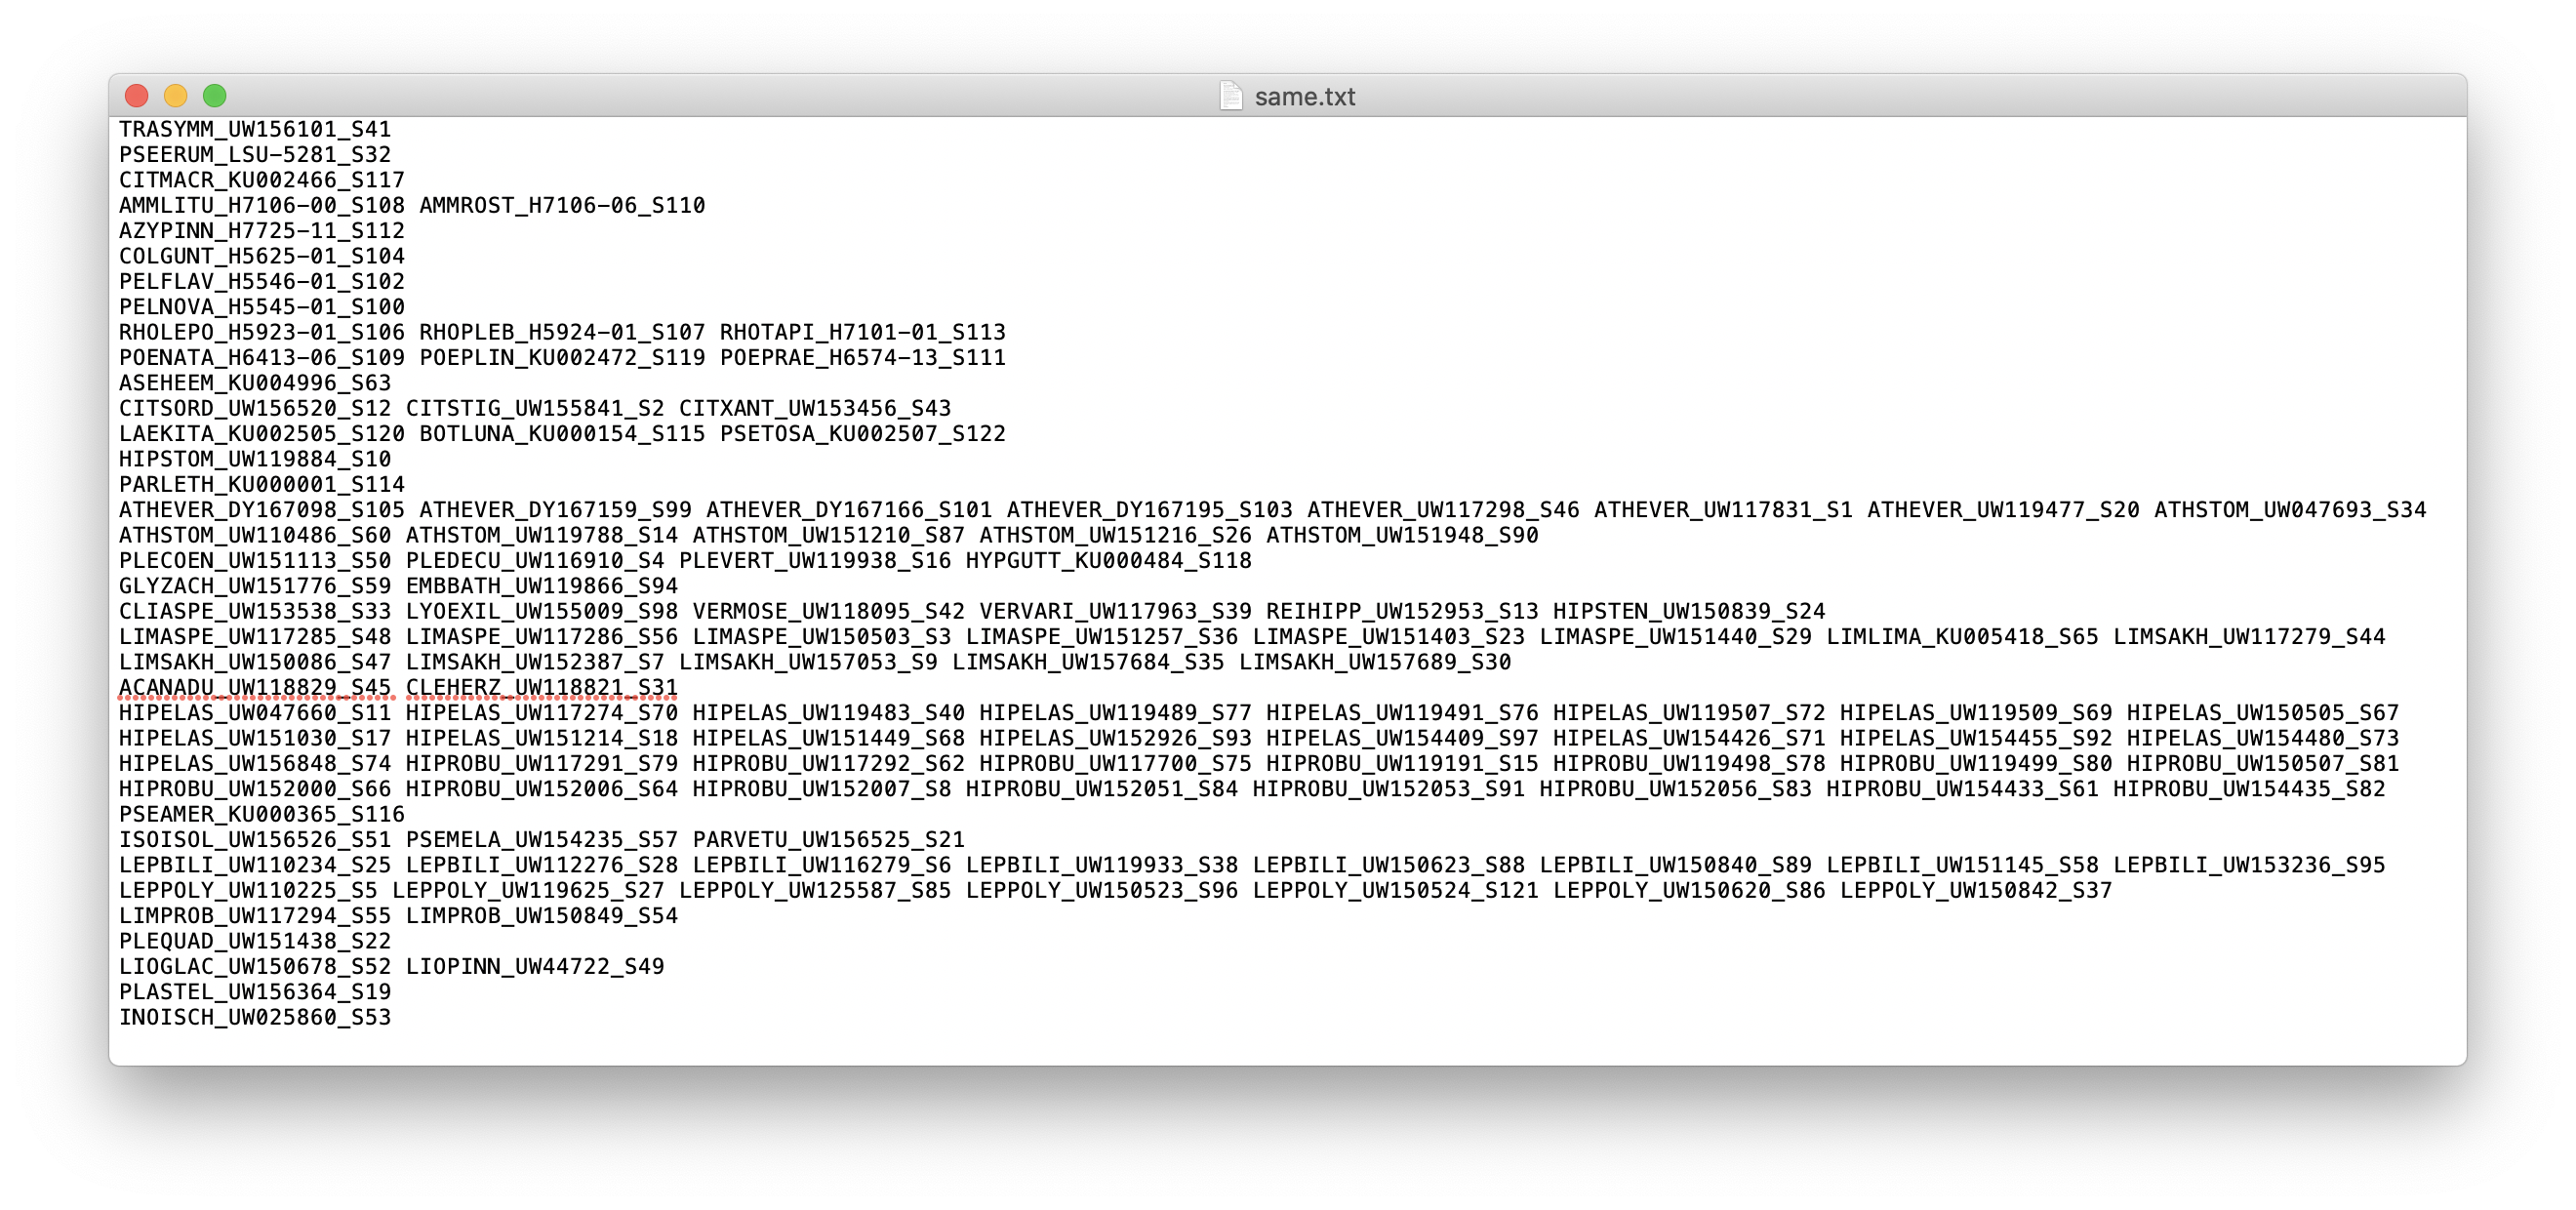 same.txt
TRASYMM_UW156101_S41
PSEERUM_LSU-5281_S32
CITMACR_KU002466_S117
AMMLITU_H7106-00_S108 AMMROST_H7106-06_S110
AZYPINN_H7725-11_S112
COLGUNT_H5625-01_S104
PELFLAV_H5546-01_S102
PELNOVA_H5545-01_S100
RHOLEPO_H5923-01_S106 RHOPLEB_H5924-01_S107 RHOTAPI_H7101-01_S113
POENATA_H6413-06_S109 POEPLIN_KU002472_S119 POEPRAE_H6574-13_S111
ASEHEEM_KU004996_S63
CITSORD_UW156520_S12 CITSTIG_UW155841_S2 CITXANT_UW153456_S43
LAEKITA_KU002505_S120 BOTLUNA_KU000154_S115 PSETOSA_KU002507_S122
HIPSTOM_UW119884_S10
PARLETH_KU000001_S114
ATHEVER_DY167098_S105 ATHEVER_DY167159_S99 ATHEVER_DY167166_S101 ATHEVER_DY167195_S103 ATHEVER_UW117298_S46 ATHEVER_UW117831_S1 ATHEVER_UW119477_S20 ATHSTOM_UW047693_S34
ATHSTOM_UW110486_S60 ATHSTOM_UW119788_S14 ATHSTOM_UW151210_S87 ATHSTOM_UW151216_S26 ATHSTOM_UW151948_S90
PLECOEN_UW151113_S50 PLEDECU_UW116910_S4 PLEVERT_UW119938_S16 HYPGUTT_KU000484_S118
GLYZACH_UW151776_S59 EMBBATH_UW119866_S94
CLIASPE_UW153538_S33 LYOEXIL_UW155009_S98 VERMOSE_UW118095_S42 VERVARI_UW117963_S39 REIHIPP_UW152953_S13 HIPSTEN_UW150839_S24
LIMASPE_UW117285_S48 LIMASPE_UW117286_S56 LIMASPE_UW150503_S3 LIMASPE_UW151257_S36 LIMASPE_UW151403_S23 LIMASPE_UW151440_S29 LIMLIMA_KU005418_S65 LIMSAKH_UW117279_S44
LIMSAKH_UW150086_S47 LIMSAKH_UW152387_S7 LIMSAKH_UW157053_S9 LIMSAKH_UW157684_S35 LIMSAKH_UW157689_S30
ACANADU_UW118829_S45 CLEHERZ_UW118821_S31
HIPELAS_UW047660_S11 HIPELAS_UW117274_S70 HIPELAS_UW119483_S40 HIPELAS_UW119489_S77 HIPELAS_UW119491_S76 HIPELAS_UW119507_S72 HIPELAS_UW119509_S69 HIPELAS_UW150505_S67
HIPELAS_UW151030_S17 HIPELAS_UW151214_S18 HIPELAS_UW151449_S68 HIPELAS_UW152926_S93 HIPELAS_UW154409_S97 HIPELAS_UW154426_S71 HIPELAS_UW154455_S92 HIPELAS_UW154480_S73
HIPELAS_UW156848_S74 HIPROBU_UW117291_S79 HIPROBU_UW117292_S62 HIPROBU_UW117700_S75 HIPROBU_UW119191_S15 HIPROBU_UW119498_S78 HIPROBU_UW119499_S80 HIPROBU_UW150507_S81
HIPROBU_UW152000_S66 HIPROBU_UW152006_S64 HIPROBU_UW152007_S8 HIPROBU_UW152051_S84 HIPROBU_UW152053_S91 HIPROBU_UW152056_S83 HIPROBU_UW154433_S61 HIPROBU_UW154435_S82
PSEAMER_KU000365_S116
ISOISOL_UW156526_S51 PSEMELA_UW154235_S57 PARVETU_UW156525_S21
LEPBILI_UW110234_S25 LEPBILI_UW112276_S28 LEPBILI_UW116279_S6 LEPBILI_UW119933_S38 LEPBILI_UW150623_S88 LEPBILI_UW150840_S89 LEPBILI_UW151145_S58 LEPBILI_UW153236_S95
LEPPOLY_UW110225_S5 LEPPOLY_UW119625_S27 LEPPOLY_UW125587_S85 LEPPOLY_UW150523_S96 LEPPOLY_UW150524_S121 LEPPOLY_UW150620_S86 LEPPOLY_UW150842_S37
LIMPROB_UW117294_S55 LIMPROB_UW150849_S54
PLEQUAD_UW151438_S22
LIOGLAC_UW150678_S52 LIOPINN_UW44722_S49
PLASTEL_UW156364_S19
INOISCH_UW025860_S53